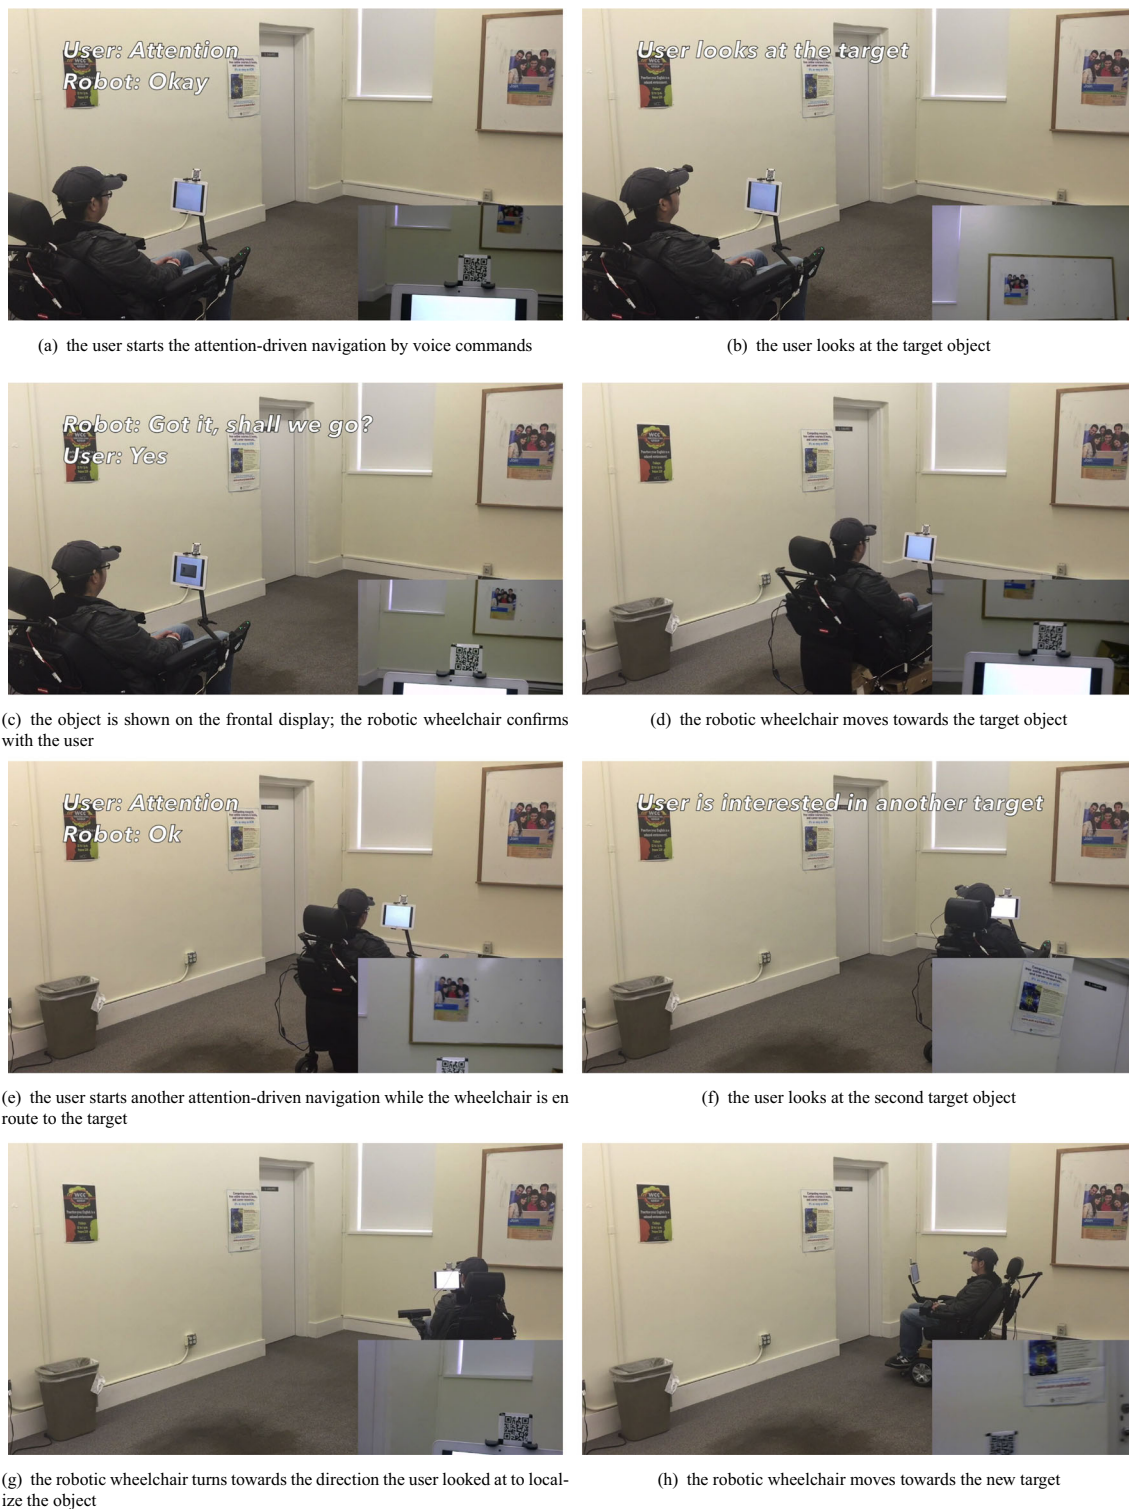 User: Attention
Robot: Okay
User looks at the target
(a) the user starts the attention-driven navigation by voice commands
(b) the user looks at the target object
Robot: Got it, shall we go?
User: Yes
(c) the object is shown on the frontal display; the robotic wheelchair confirms
with the user
(d) the robotic wheelchair moves towards the target object
User: Attention
Robot: Ok
User is interested in another target
(e) the user starts another attention-driven navigation while the wheelchair is en
route to the target
(f) the user looks at the second target object
(g) the robotic wheelchair turns towards the direction the user looked at to local-
ize the object
(h) the robotic wheelchair moves towards the new target